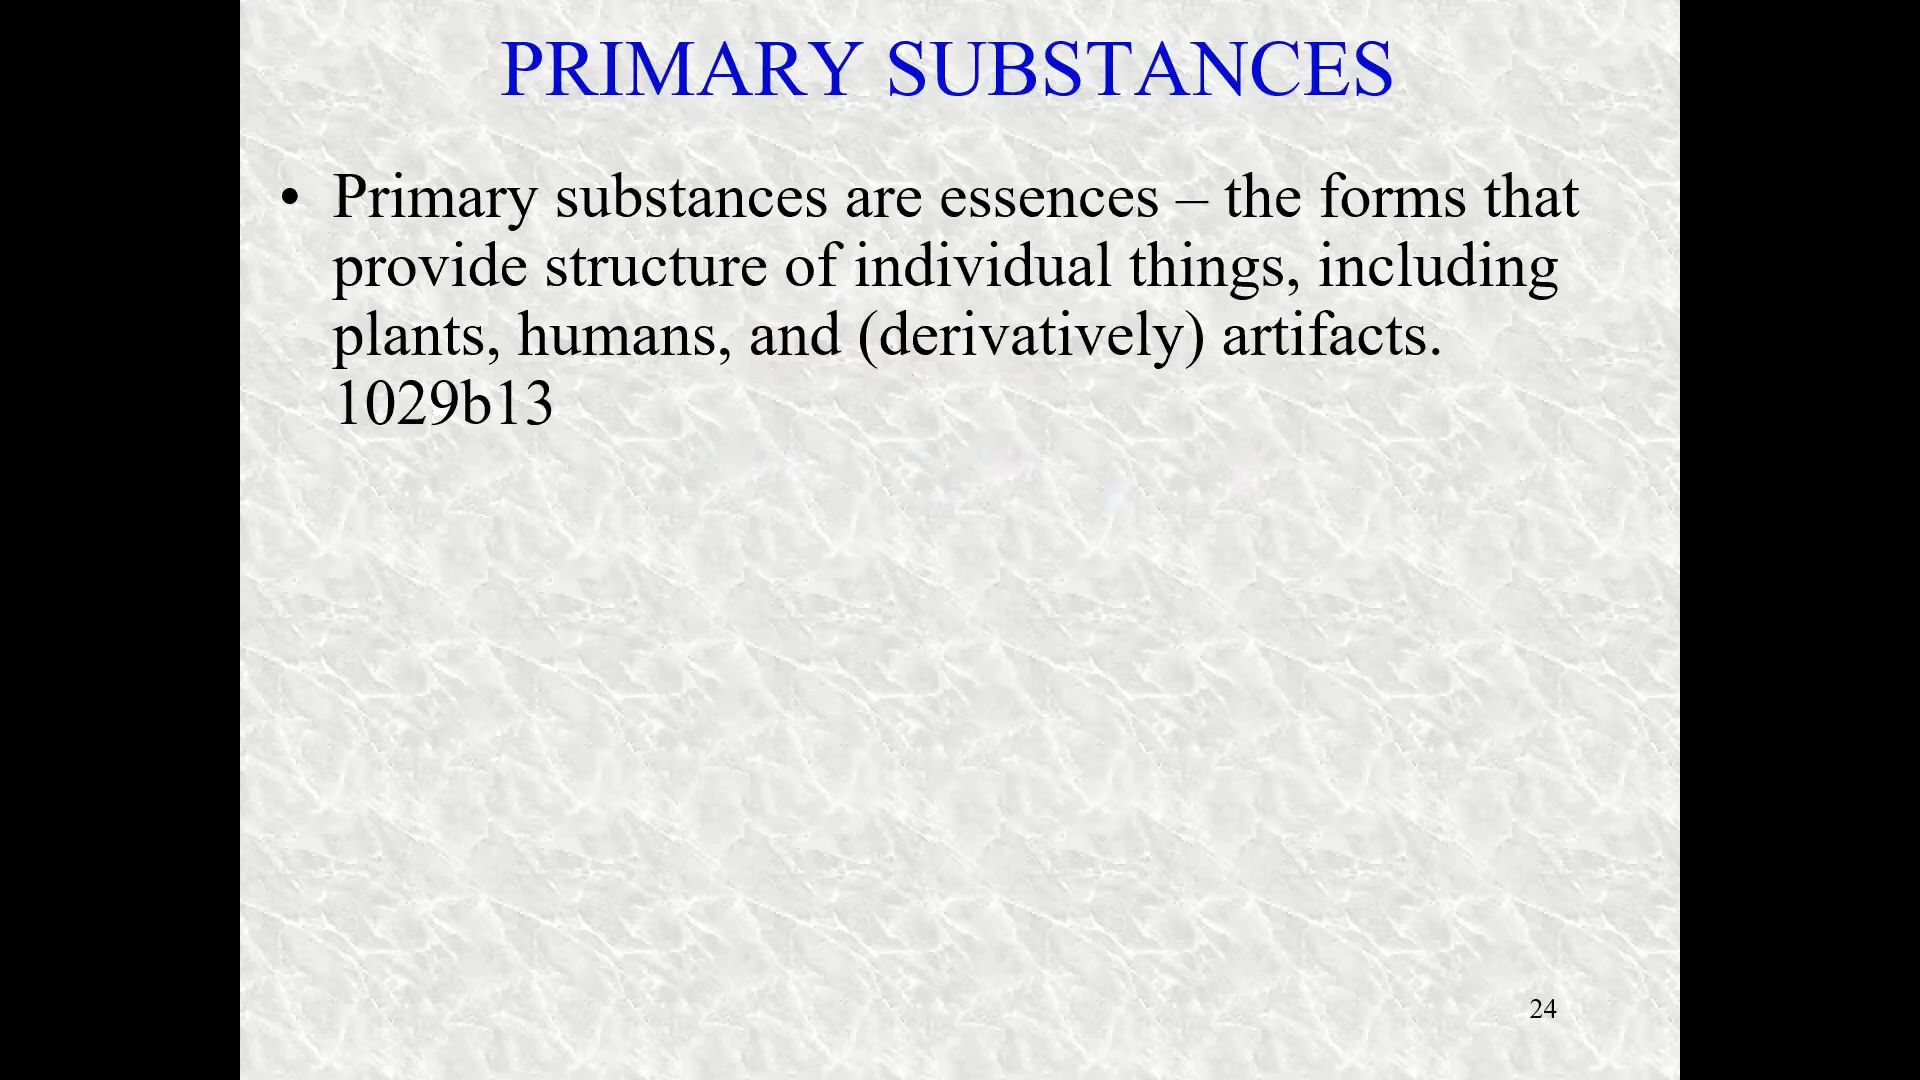 PRIMARY SUBSTANCES
• Primary substances are essences – the forms that
provide structure of individual things, including
plants, humans, and (derivatively) artifacts.
1029b13
24